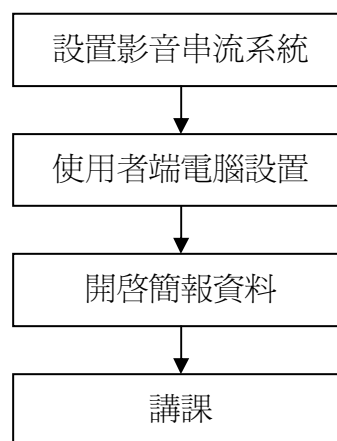 設置影音串流系統
使用者端電腦設置
開啓簡報資料
講課